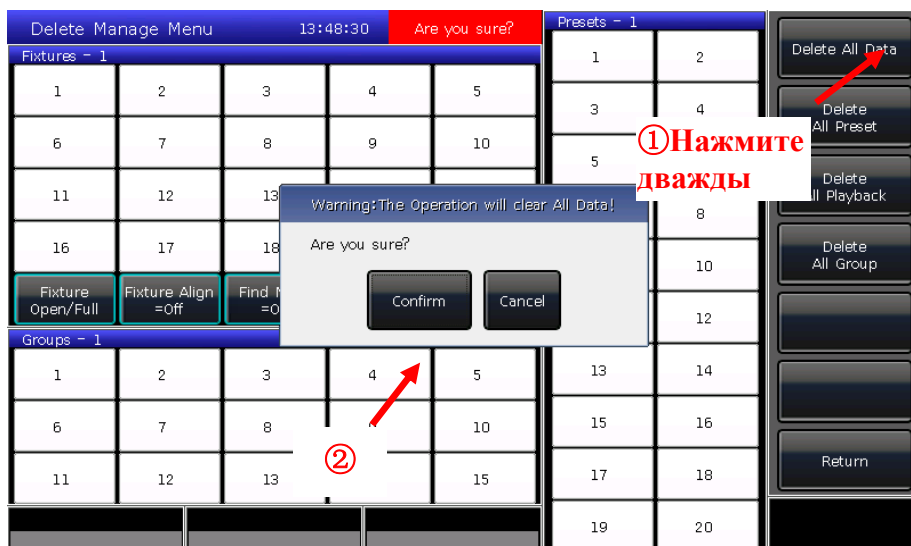 Delete Manage Menu 13:48:30 Are you sure?
Fixtures - 1
1 2 3 4 5
6 7 8 9 10
11 12 13
16 17 18
Fixture Open/Full
Fixture Align =Off
Find
Groups - 1
1 2 3 4 5
6 7 8 10
11 12 13 15
Warning:The Operation will clear All Data!
Are you sure?
Confirm Cancel
②
Presets - 1
1 2
3 4
5
8
10
12
13 14
15 16
17 18
19 20
①Нажмите
дважды
Delete All Data
Delete
All Preset
Delete
All Playback
Delete
All Group
Return